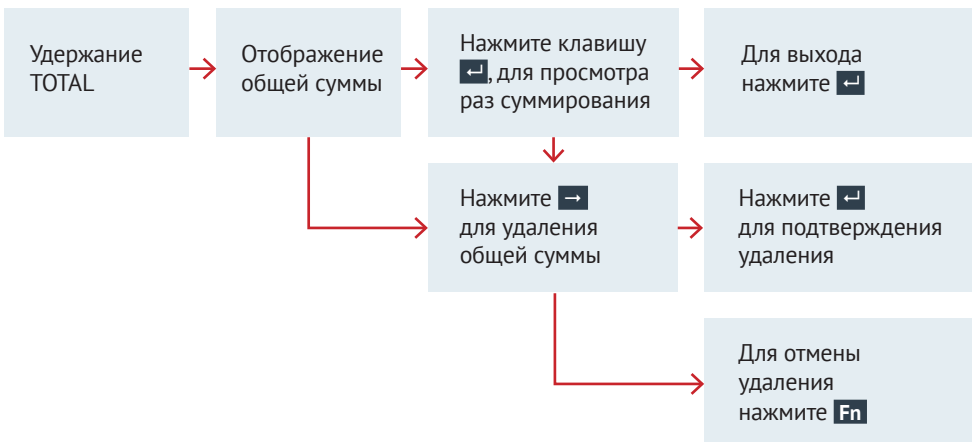 Удержание
TOTAL
Отображение
общей суммы
Нажмите клавишу
↵, для просмотра
раз суммирования
Для выхода
нажмите ↵
Нажмите →
для удаления
общей суммы
Нажмите ↵
для подтверждения
удаления
Для отмены
удаления
нажмите Fn